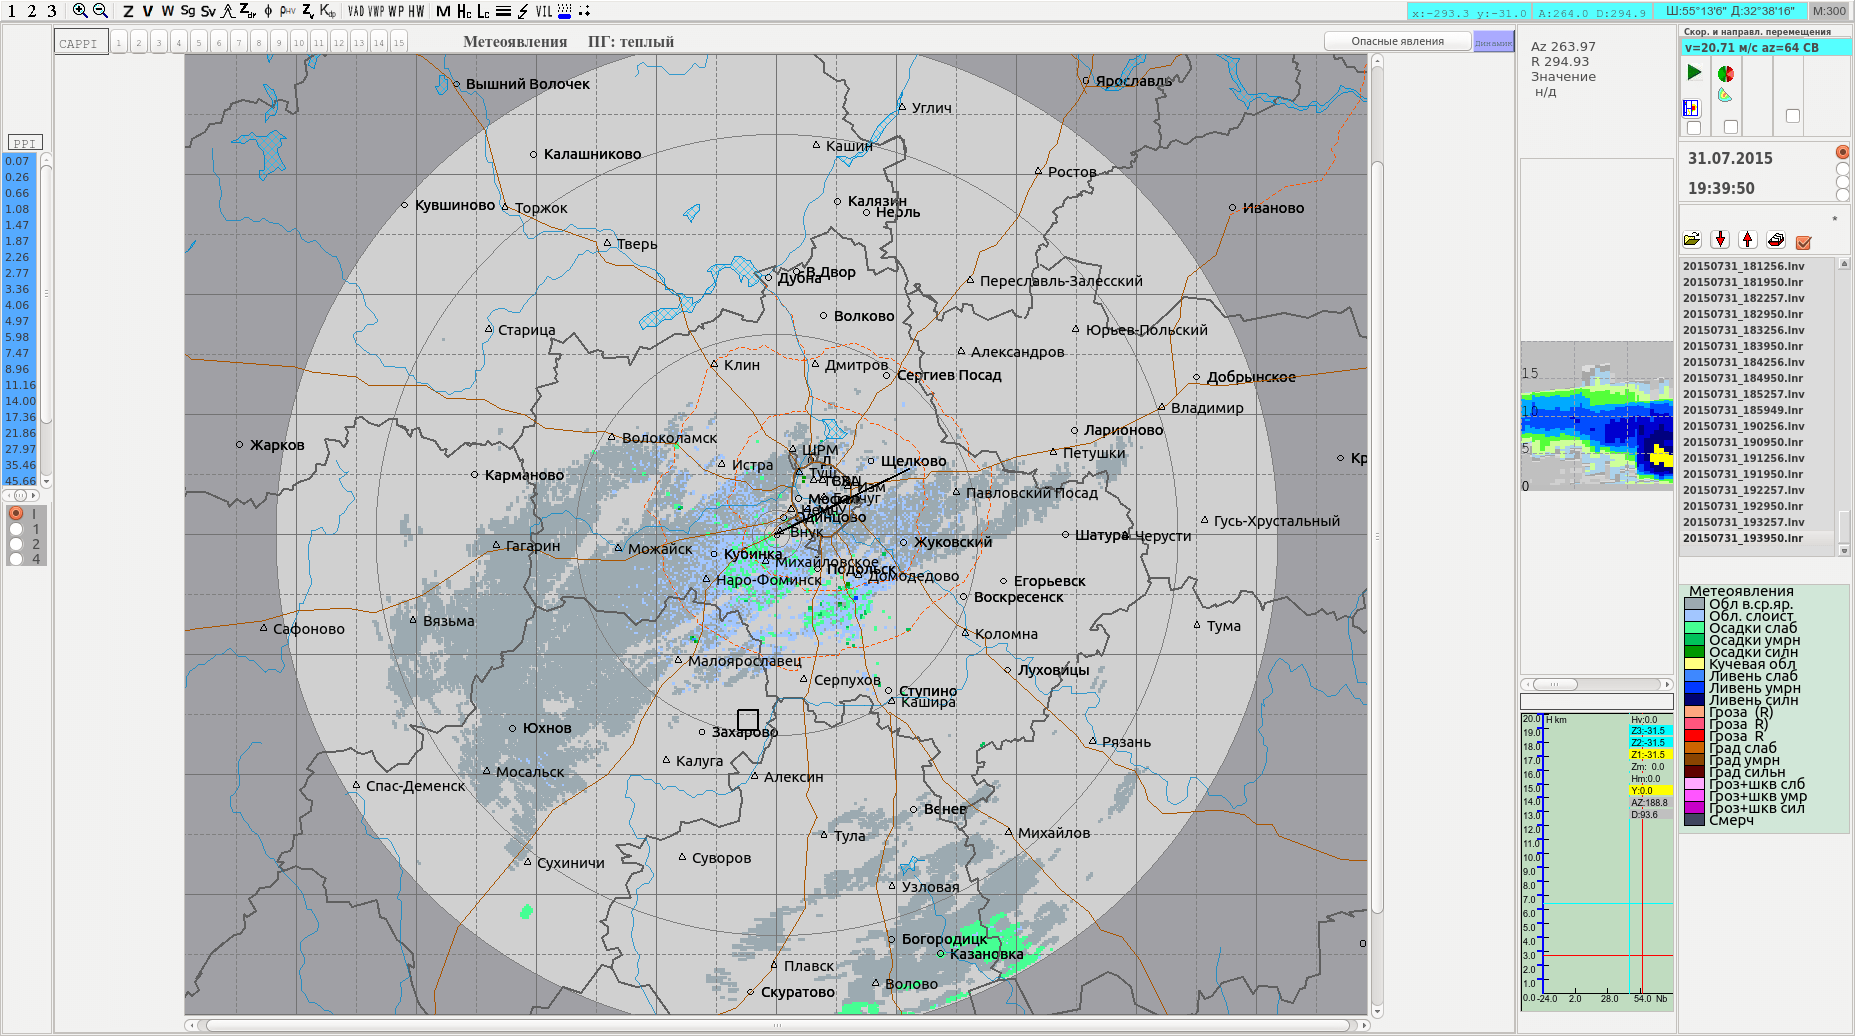 1 2 3 Z V W Sg Sv VAD VWP WP HW M Hc Lc VIL
x:-293.3 y:-31.0 A:264.0 D:294.9 Ш:55°13'6" Д:32°38'16" M:300
CAPPI 1 2 3 4 5 6 7 8 9 10 11 12 13 14 15
Метеоявления ПГ: теплый
Опасные явления
Динамик
PPI
0.07
0.26
0.66
1.08
1.47
1.87
2.26
2.77
3.36
4.06
4.97
5.98
7.47
8.96
11.16
14.00
17.36
21.86
27.97
35.46
45.66
I
1
2
4
Вышний Волочек
Ярославль
Углич
Кашин
Калашниково
Ростов
Кувшиново
Торжок
Калязин
Нерль
Иваново
Тверь
В.Двор
Дубна
Переславль-Залесский
Волково
Старица
Юрьев-Польский
Александров
Клин
Дмитров
Сергиев Посад
Добрынское
Владимир
Ларионово
Волоколамск
Жарков
ШРМ
Петушки
Кр
Истра
Щелково
Карманово
Туш
Изм
Павловский Посад
Одинцово
Гусь-Хрустальный
Внук
Шатура
Черусти
Гагарин
Можайск
Кубинка
Жуковский
Михайловское
Подольск
Домодедово
Наро-Фоминск
Егорьевск
Воскресенск
Вязьма
Сафоново
Коломна
Тума
Малоярославец
Луховицы
Серпухов
Ступино
Кашира
Юхнов
Захарово
Рязань
Калуга
Мосальск
Алексин
Спас-Деменск
Венев
Тула
Михайлов
Суворов
Сухиничи
Узловая
Богородицк
Казановка
Плавск
Волово
Скуратово
Az 263.97
R 294.93
Значение
н/д
15
10
5
0
20.0 H km
19.0
18.0
17.0
16.0
15.0
14.0
13.0
12.0
11.0
10.0
9.0
8.0
7.0
6.0
5.0
4.0
3.0
2.0
1.0
0.0 -24.0 2.0 28.0 54.0 Nb
Hv:0.0
Z3:-31.5
Z2:-31.5
Z1:-31.5
Zm: 0.0
Hm:0.0
Y:0.0
AZ:188.8
D:93.6
Скор. и направл. перемещения
v=20.71 м/с az=64 СВ
31.07.2015
19:39:50
*
20150731_181256.lnv
20150731_181950.lnr
20150731_182257.lnv
20150731_182950.lnr
20150731_183256.lnv
20150731_183950.lnr
20150731_184256.lnv
20150731_184950.lnr
20150731_185257.lnv
20150731_185949.lnr
20150731_190256.lnv
20150731_190950.lnr
20150731_191256.lnv
20150731_191950.lnr
20150731_192257.lnv
20150731_192950.lnr
20150731_193257.lnv
20150731_193950.lnr
Метеоявления
Обл в.ср.яр.
Обл. слоист
Осадки слаб
Осадки умрн
Осадки силн
Кучевая обл
Ливень слаб
Ливень умрн
Ливень силн
Гроза (R)
Гроза R)
Гроза R
Град слаб
Град умрн
Град сильн
Гроз+шкв слб
Гроз+шкв умр
Гроз+шкв сил
Смерч